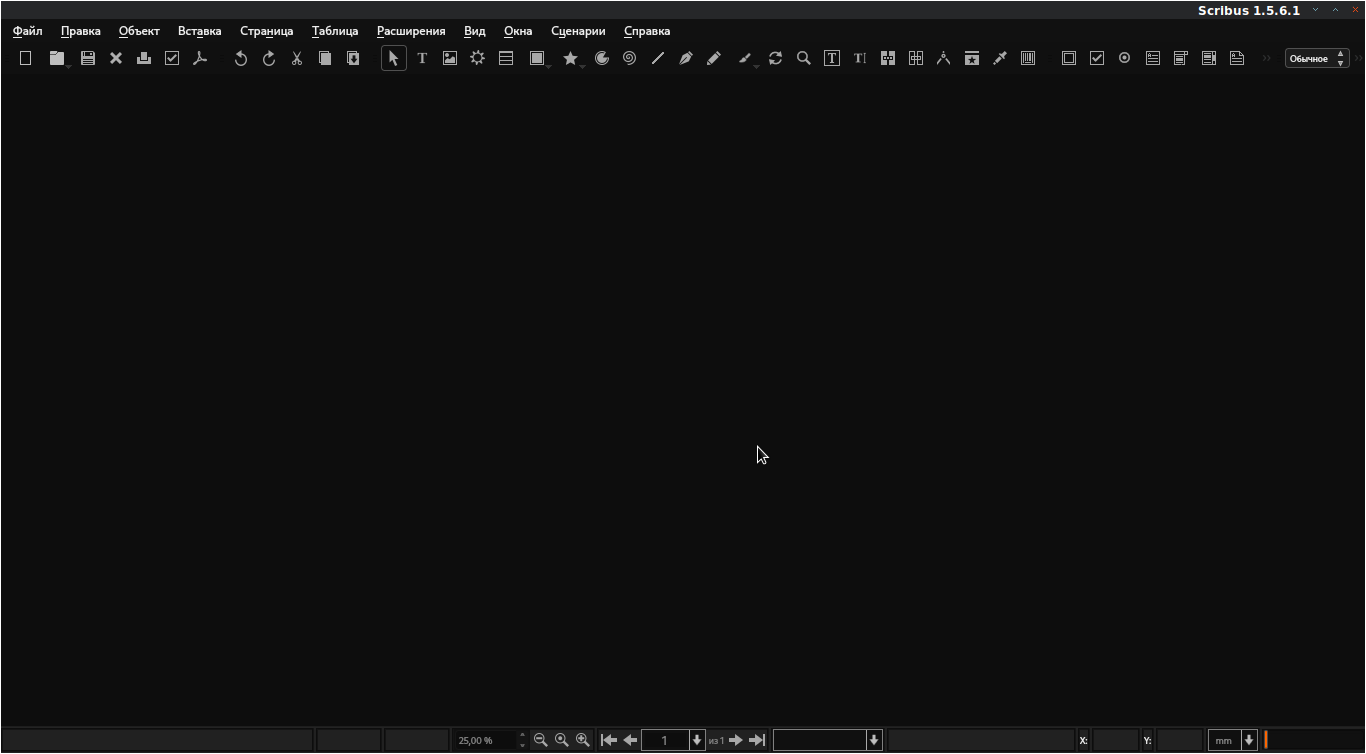 Scribus 1.5.6.1
Файл Правка Объект Вставка Страница Таблица Расширения Вид Окна Сценарии Справка
Обычное
25,00 % 1 из 1 X: Y: mm